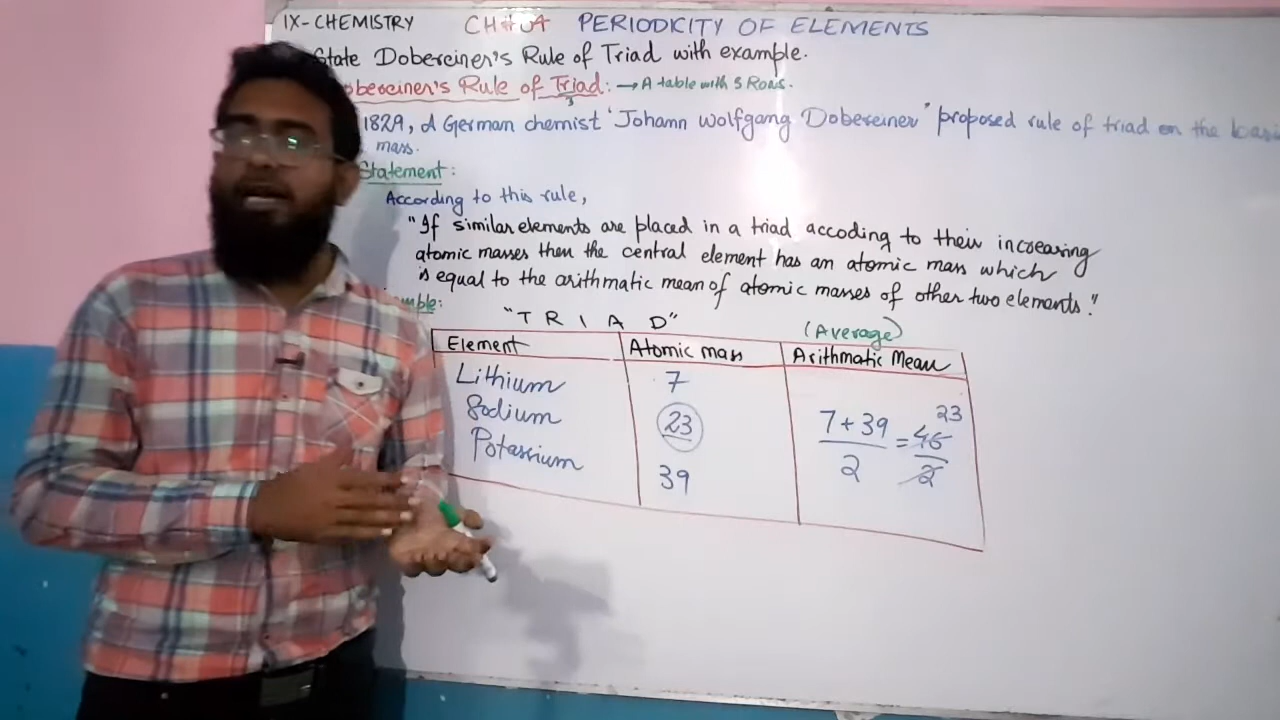 IX- CHEMISTRY CH# 04 PERIODICITY OF ELEMENTS
State Dobereiner's Rule of Triad with example.
bereiner's Rule of Triad: → A table with 3 Rows.
3
1829, A German chemist 'Johann Wolfgang Dobereiner' proposed rule of triad on the basi
mass.
Statement:
According to this rule,
"If similar elements are placed in a triad accoding to their increasing
atomic masses then the central element has an atomic mass which
is equal to the arithmatic mean of atomic masses of other two elements."
mple:
"T R I A D" (Average)
Element Atomic mass Arithmatic Mean
Lithium 7
Sodium 23 7+39/2 = 46/2 23
Potassium 39